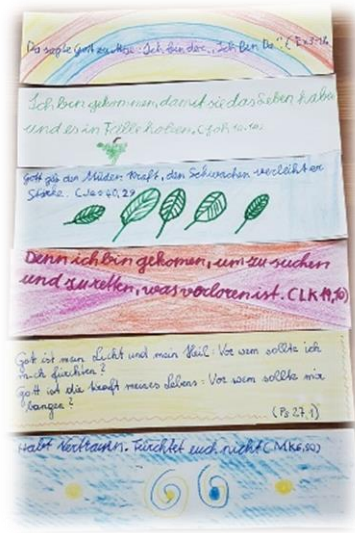 Da sagte Gott zu Mose: Ich bin der „Ich bin Da". (Ex 3,14
Ich bin gekommen, damit sie das Leben haben
und es in Fülle haben. (Joh 10,10)
Gott gibt den Müden Kraft, den Schwachen verleiht er
Stärke. (Jes 40,29
Denn ich bin gekomen, um zu suchen
und zu retten, was verloren ist. (LK 19,10)
Gott ist mein Licht und mein Heil: Vor wem sollte ich
mich fürchten?
gott ist die Kraft meines Lebens: Vor wem sollte mir
bangen?
(Ps 27,1)
Habt Vertrauen. Fürchtet euch nicht (MK 6,50)